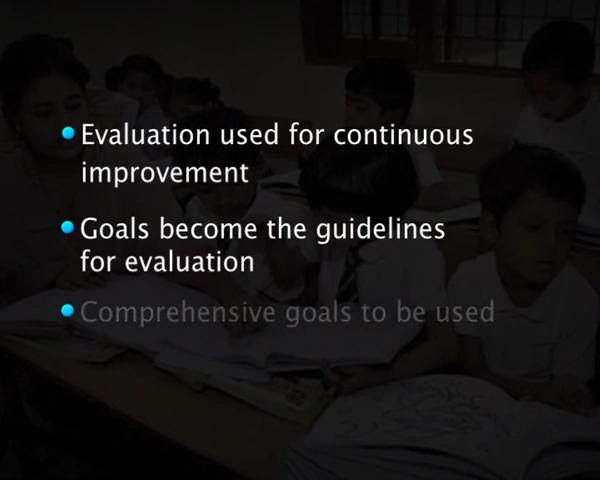 Evaluation used for continuous
improvement
Goals become the guidelines
for evaluation
Comprehensive goals to be used